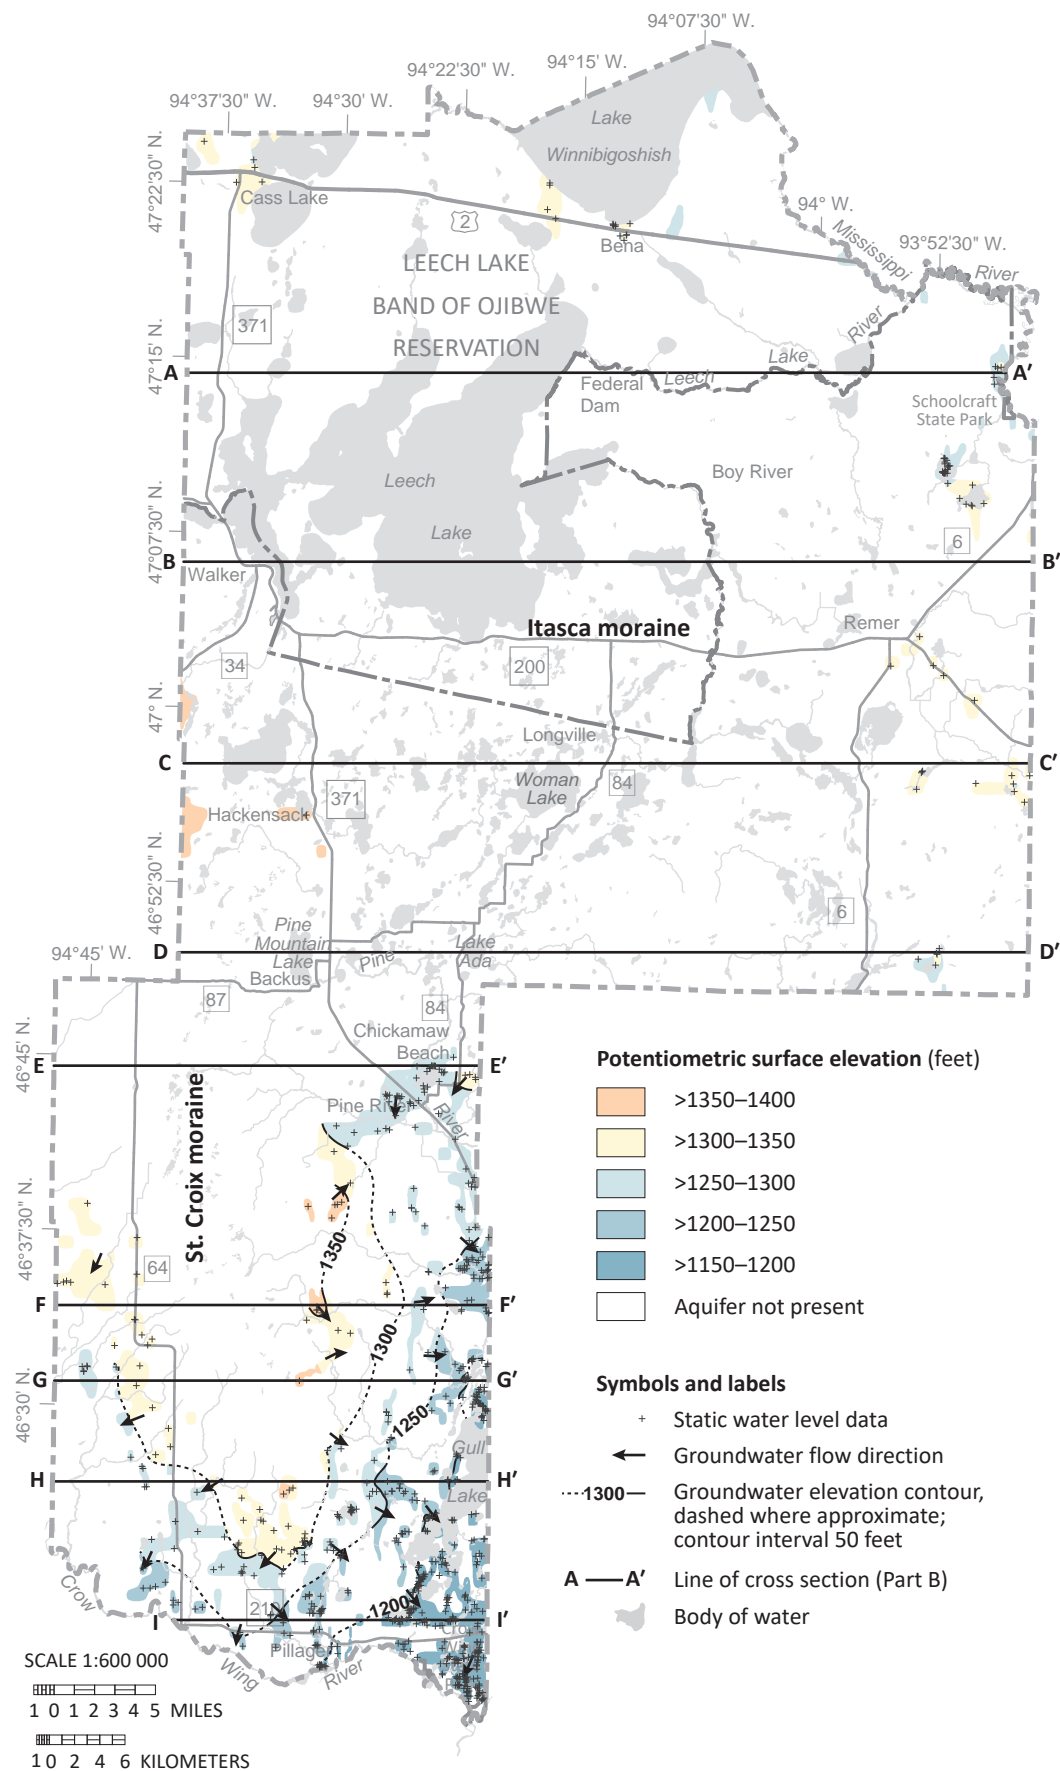 94°07'30" W.
94°15' W.
94°22'30" W.
94°30' W.
94°37'30" W.
Lake
Winnibigoshish
47°22'30" N.
Cass Lake
2
94° W.
Mississippi
River
93°52'30" W.
Bena
LEECH LAKE
BAND OF OJIBWE
RESERVATION
371
47°15' N.
A
A'
Federal
Dam
Leech
Lake
River
Schoolcraft
State Park
Leech
Lake
Boy River
47°07'30" N.
6
B
B'
Walker
Itasca moraine
Remer
34
200
47° N.
Longville
C
C'
Woman
Lake
84
371
Hackensack
46°52'30" N.
6
Pine
Mountain
Lake
Pine
Lake
Ada
D
D'
94°45' W.
Backus
87
84
Chickamaw
Beach
46°45' N.
E
E'
Pine River
River
St. Croix moraine
46°37'30" N.
1350
64
F
F'
1300
G
G'
46°30' N.
1250
Gull
Lake
H
H'
Crow
Wing
River
1200
I
I'
Pillager
SCALE 1:600 000
1 0 1 2 3 4 5 MILES
1 0 2 4 6 KILOMETERS
Potentiometric surface elevation (feet)
>1350–1400
>1300–1350
>1250–1300
>1200–1250
>1150–1200
Aquifer not present
Symbols and labels
Static water level data
Groundwater flow direction
1300
Groundwater elevation contour,
dashed where approximate;
contour interval 50 feet
A A' Line of cross section (Part B)
Body of water